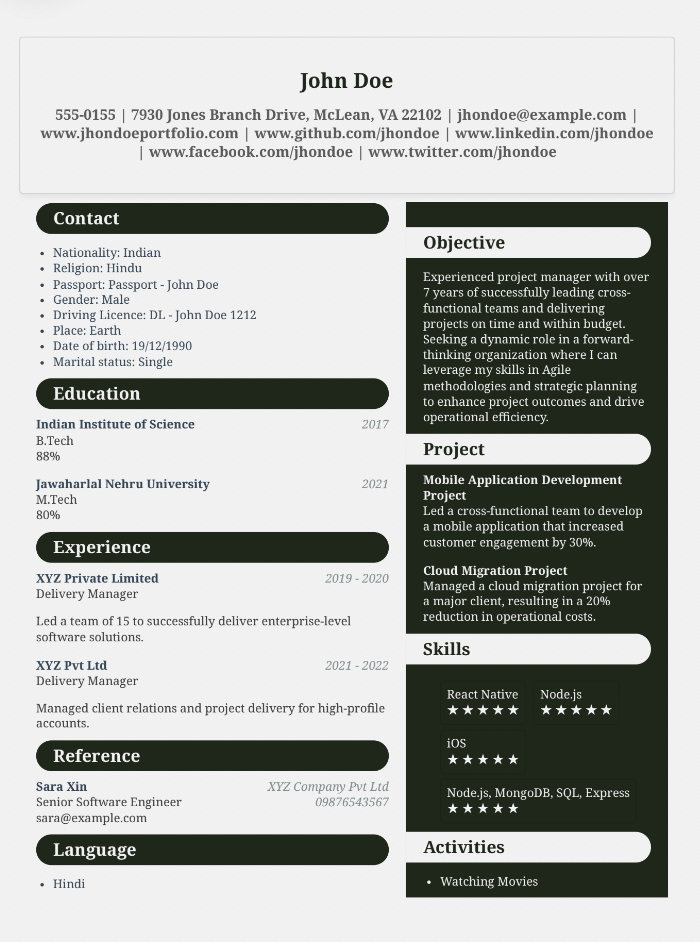 John Doe
555-0155 | 7930 Jones Branch Drive, McLean, VA 22102 | jhondoe@example.com |
www.jhondoeportfolio.com | www.github.com/jhondoe | www.linkedin.com/jhondoe
| www.facebook.com/jhondoe | www.twitter.com/jhondoe
Contact
• Nationality: Indian
• Religion: Hindu
• Passport: Passport - John Doe
• Gender: Male
• Driving Licence: DL - John Doe 1212
• Place: Earth
• Date of birth: 19/12/1990
• Marital status: Single
Education
Indian Institute of Science 2017
B.Tech
88%
Jawaharlal Nehru University 2021
M.Tech
80%
Experience
XYZ Private Limited 2019 - 2020
Delivery Manager
Led a team of 15 to successfully deliver enterprise-level
software solutions.
XYZ Pvt Ltd 2021 - 2022
Delivery Manager
Managed client relations and project delivery for high-profile
accounts.
Reference
Sara Xin XYZ Company Pvt Ltd
Senior Software Engineer 09876543567
sara@example.com
Language
• Hindi
Objective
Experienced project manager with over
7 years of successfully leading cross-
functional teams and delivering
projects on time and within budget.
Seeking a dynamic role in a forward-
thinking organization where I can
leverage my skills in Agile
methodologies and strategic planning
to enhance project outcomes and drive
operational efficiency.
Project
Mobile Application Development
Project
Led a cross-functional team to develop
a mobile application that increased
customer engagement by 30%.
Cloud Migration Project
Managed a cloud migration project for
a major client, resulting in a 20%
reduction in operational costs.
Skills
React Native Node.js
★★★★★ ★★★★★
iOS
★★★★★
Node.js, MongoDB, SQL, Express
★★★★★
Activities
• Watching Movies